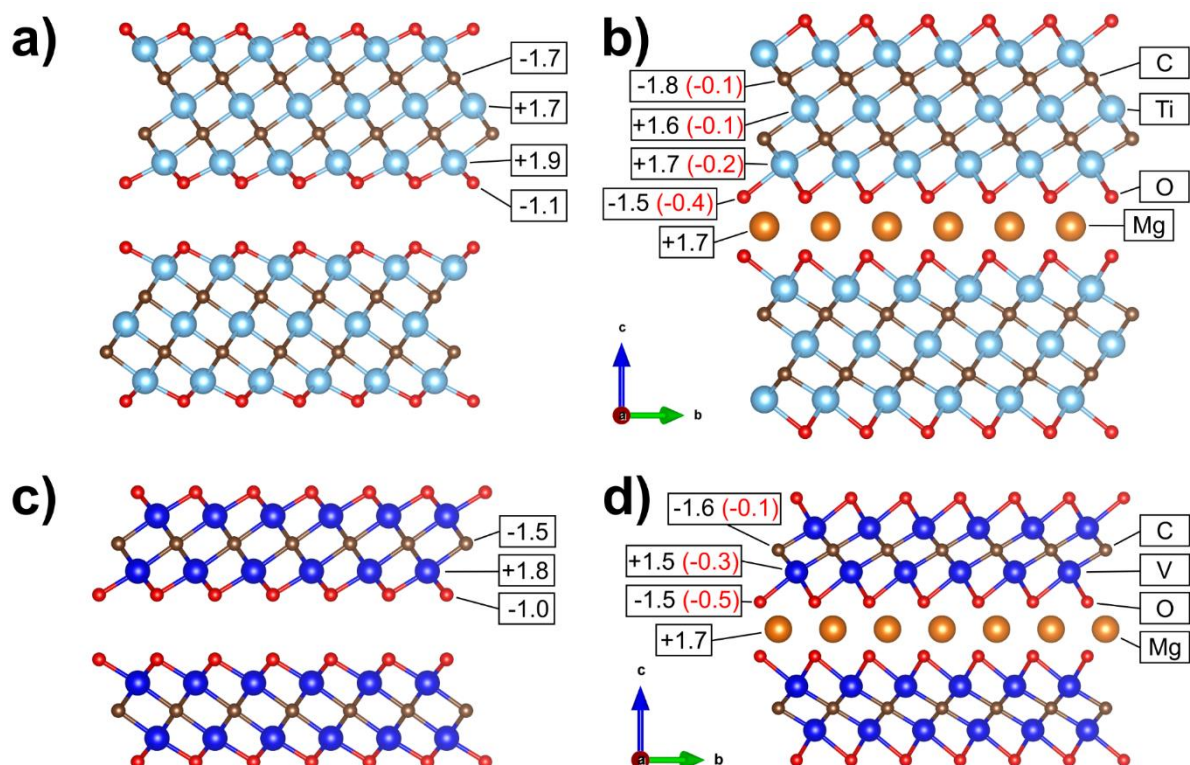 a)
-1.7
+1.7
+1.9
-1.1
b)
-1.8 (-0.1)
+1.6 (-0.1)
+1.7 (-0.2)
-1.5 (-0.4)
+1.7
C
Ti
O
Mg
c
a
b
c)
-1.5
+1.8
-1.0
d)
-1.6 (-0.1)
+1.5 (-0.3)
-1.5 (-0.5)
+1.7
C
V
O
Mg
c
a
b